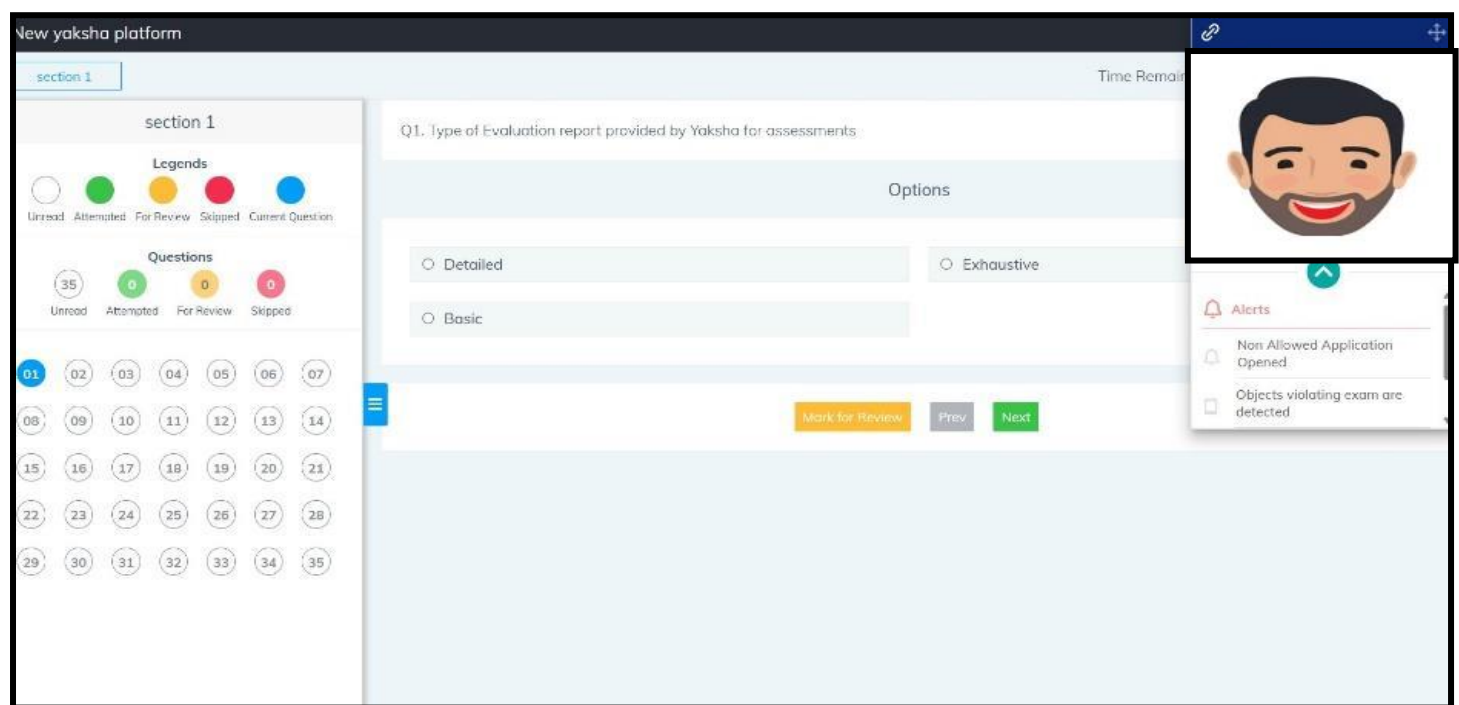 New yaksha platform
section 1
Time Remain
section 1
Legends
Unread Attempted For Review Skipped Current Question
Questions
35 0 0 0
Unread Attempted For Review Skipped
01 02 03 04 05 06 07
08 09 10 11 12 13 14
15 16 17 18 19 20 21
22 23 24 25 26 27 28
29 30 31 32 33 34 35
Q1. Type of Evaluation report provided by Yaksha for assessments
Options
Detailed
Exhaustive
Basic
Mark for Review Prev Next
Alerts
Non Allowed Application
Opened
Objects violating exam are
detected